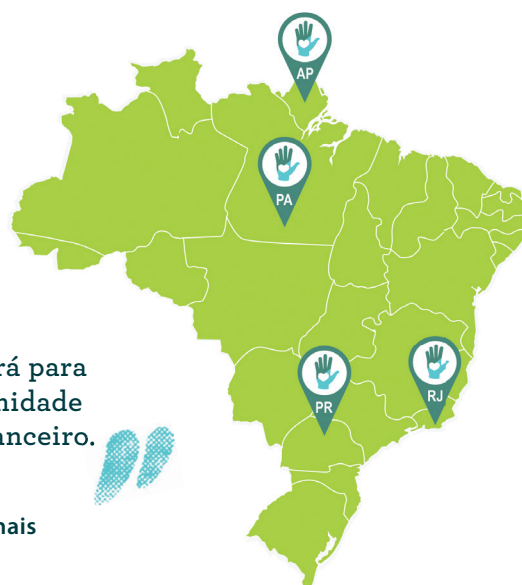 AP
PA
PR
RJ
rá para
nidade
anceiro.
nais